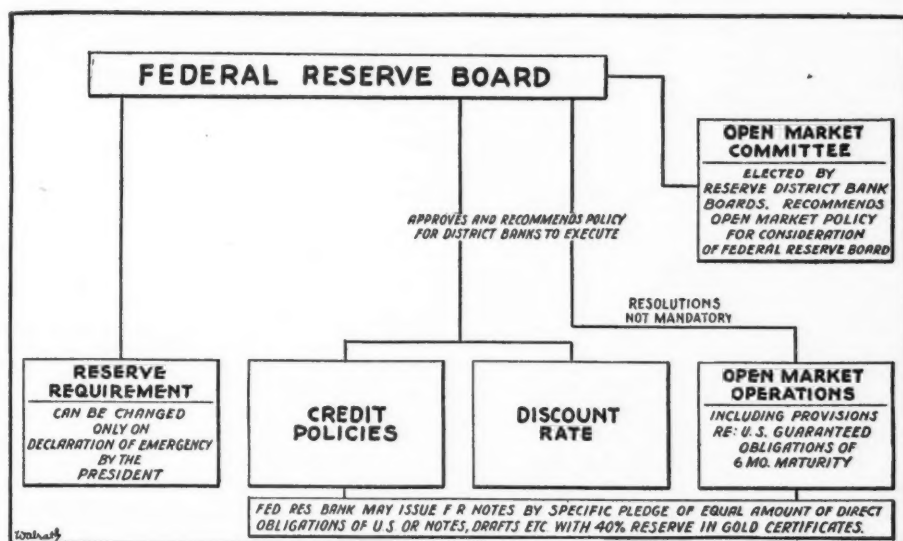 FEDERAL RESERVE BOARD
OPEN MARKET
COMMITTEE
ELECTED BY
RESERVE DISTRICT BANK
BOARDS. RECOMMENDS
OPEN MARKET POLICY
FOR CONSIDERATION
OF FEDERAL RESERVE BOARD
APPROVES AND RECOMMENDS POLICY
FOR DISTRICT BANKS TO EXECUTE
RESOLUTIONS
NOT MANDATORY
RESERVE
REQUIREMENT
CAN BE CHANGED
ONLY ON
DECLARATION OF EMERGENCY
BY THE
PRESIDENT
CREDIT
POLICIES
DISCOUNT
RATE
OPEN MARKET
OPERATIONS
INCLUDING PROVISIONS
RE: U.S. GUARANTEED
OBLIGATIONS OF
6 MO. MATURITY
FED RES BANK MAY ISSUE F R NOTES BY SPECIFIC PLEDGE OF EQUAL AMOUNT OF DIRECT
OBLIGATIONS OF U.S. OR NOTES, DRAFTS ETC WITH 40% RESERVE IN GOLD CERTIFICATES.
Walrath